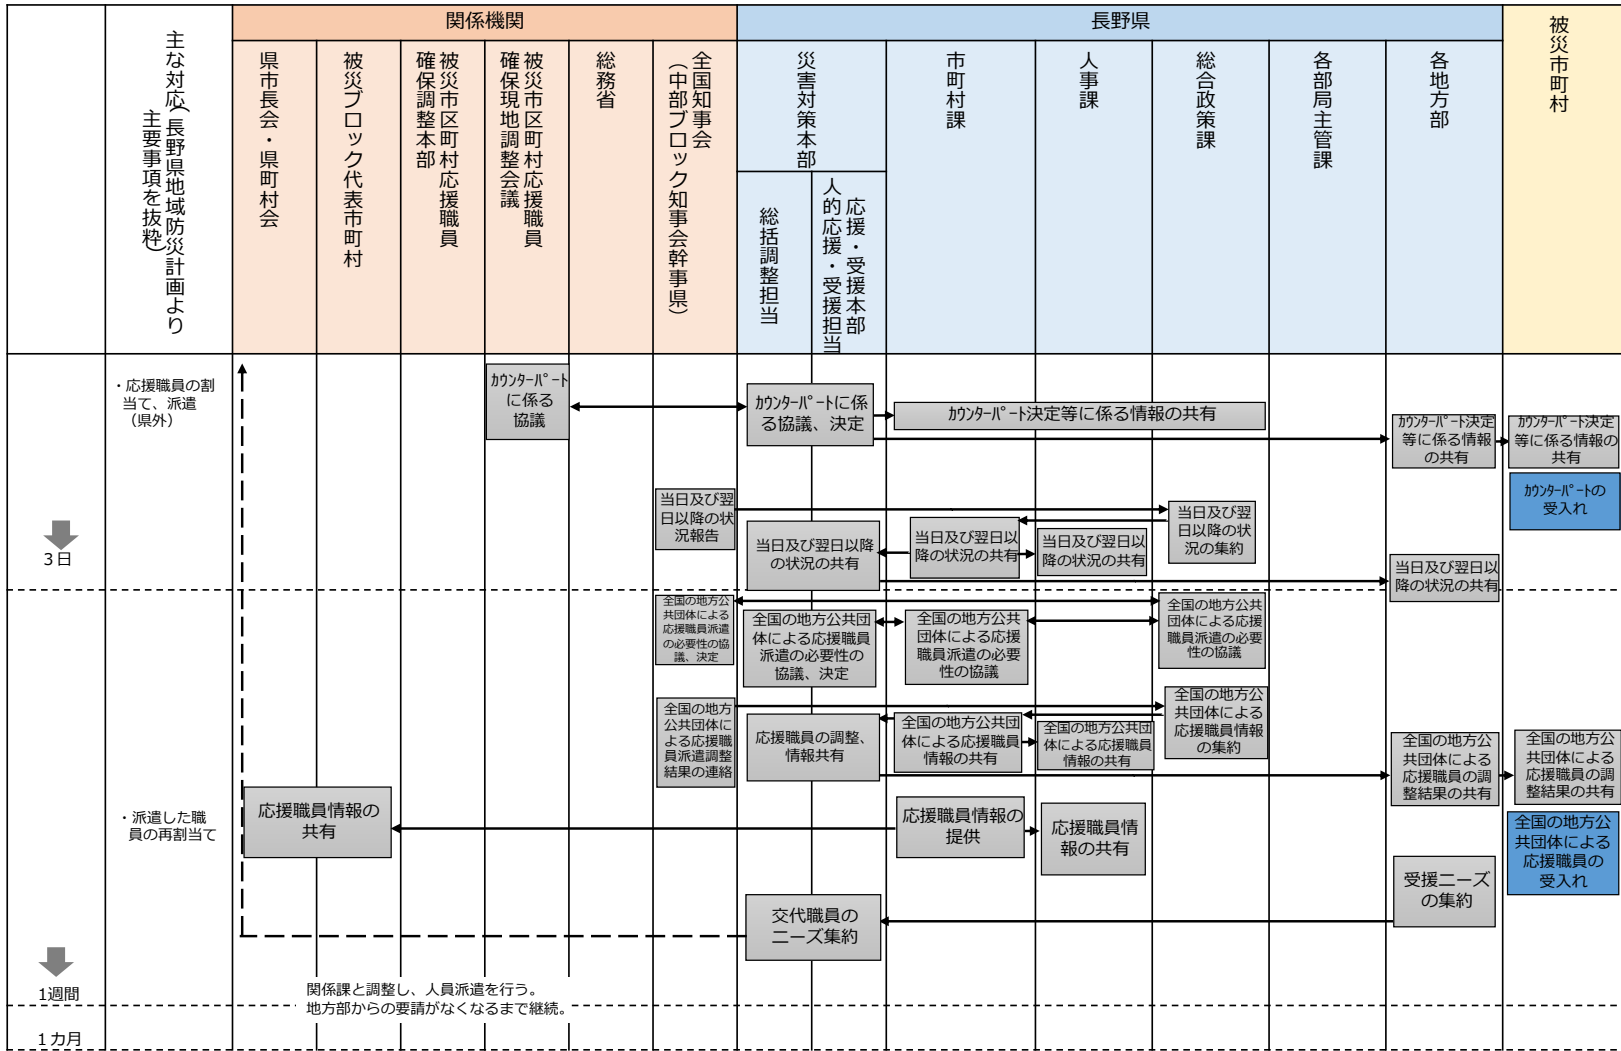 関係機関
長野県
被災市町村
主な対応(長野県地域防災計画より
主要事項を抜粋)
県市長会・県町村会
被災ブロック代表市町村
被災市区町村応援職員
確保調整本部
被災市区町村応援職員
確保現地調整会議
総務省
全国知事会
(中部ブロック知事会幹事県)
災害対策本部
総括調整担当
応援・受援本部
人的応援・受援担当
市町村課
人事課
総合政策課
各部局主管課
各地方部
・応援職員の割
当て、派遣
(県外)
カウンターパート
に係る
協議
カウンターパートに係
る協議、決定
カウンターパート決定等に係る情報の共有
カウンターパート決定
等に係る情報
の共有
カウンターパート決定
等に係る情報の
共有
カウンターパートの
受入れ
当日及び翌
日以降の状
況報告
当日及び翌日以降
の状況の共有
当日及び翌日以
降の状況の共有
当日及び翌日以
降の状況の共有
当日及び翌
日以降の状
況の集約
当日及び翌日以
降の状況の共有
3日
全国の地方公
共団体による
応援職員派遣
の必要性の協
議、決定
全国の地方公共団
体による応援職員
派遣の必要性の
協議、決定
全国の地方公共
団体による応援
職員派遣の必要
性の協議
全国の地方公共
団体による応援
職員派遣の必要
性の協議
全国の地方
公共団体に
よる応援職
員派遣調整
結果の連絡
応援職員の調整、
情報共有
全国の地方公共団
体による応援職員
情報の共有
全国の地方公共団
体による応援職員
情報の共有
全国の地方公
共団体による
応援職員情報
の集約
全国の地方公
共団体による
応援職員の調
整結果の共有
全国の地方公
共団体による
応援職員の調
整結果の共有
・派遣した職
員の再割当て
応援職員情報の
共有
応援職員情報の
提供
応援職員情
報の共有
全国の地方公
共団体による
応援職員の
受入れ
受援ニーズ
の集約
交代職員の
ニーズ集約
1週間
関係課と調整し、人員派遣を行う。
地方部からの要請がなくなるまで継続。
1カ月